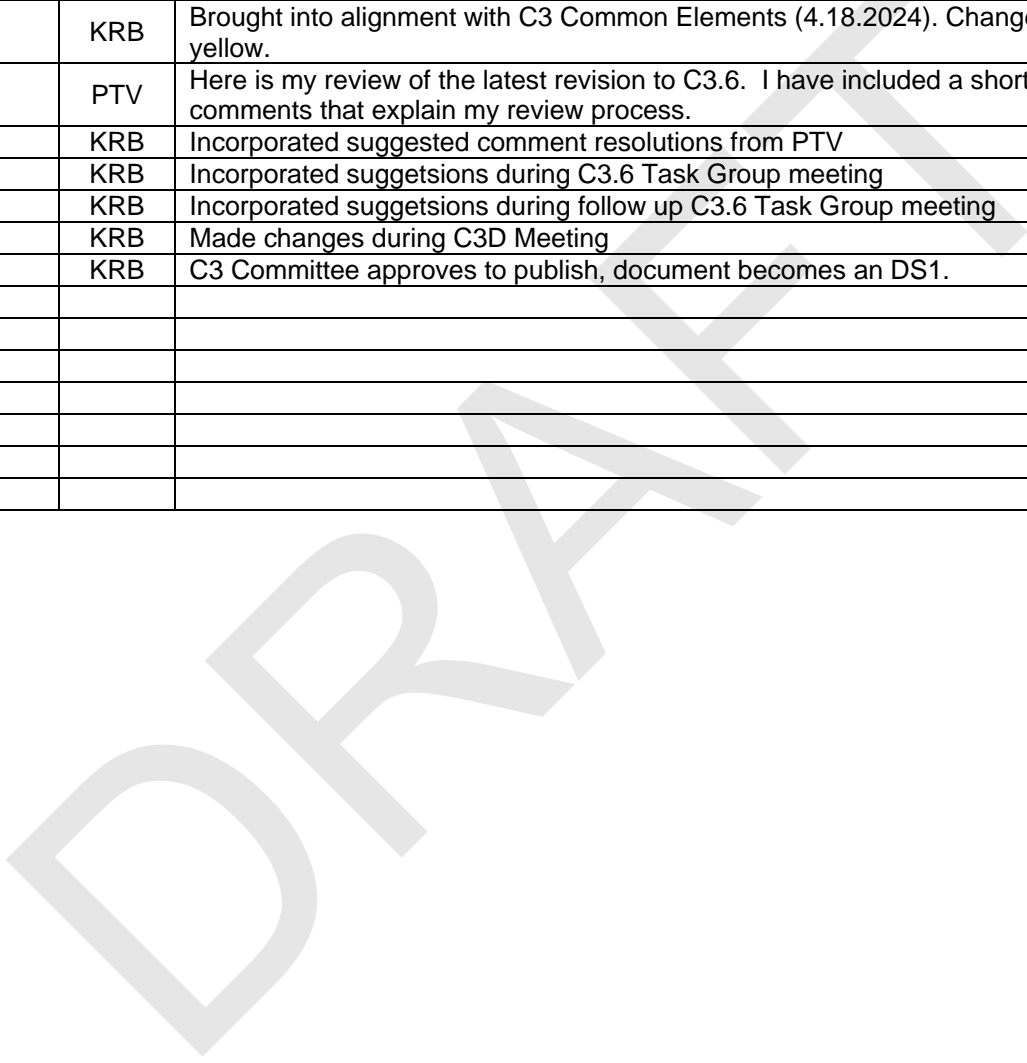 KRB Brought into alignment with C3 Common Elements (4.18.2024). Change
yellow.
PTV Here is my review of the latest revision to C3.6. I have included a short
comments that explain my review process.
KRB Incorporated suggested comment resolutions from PTV
KRB Incorporated suggetsions during C3.6 Task Group meeting
KRB Incorporated suggetsions during follow up C3.6 Task Group meeting
KRB Made changes during C3D Meeting
KRB C3 Committee approves to publish, document becomes an DS1.
DRAFT